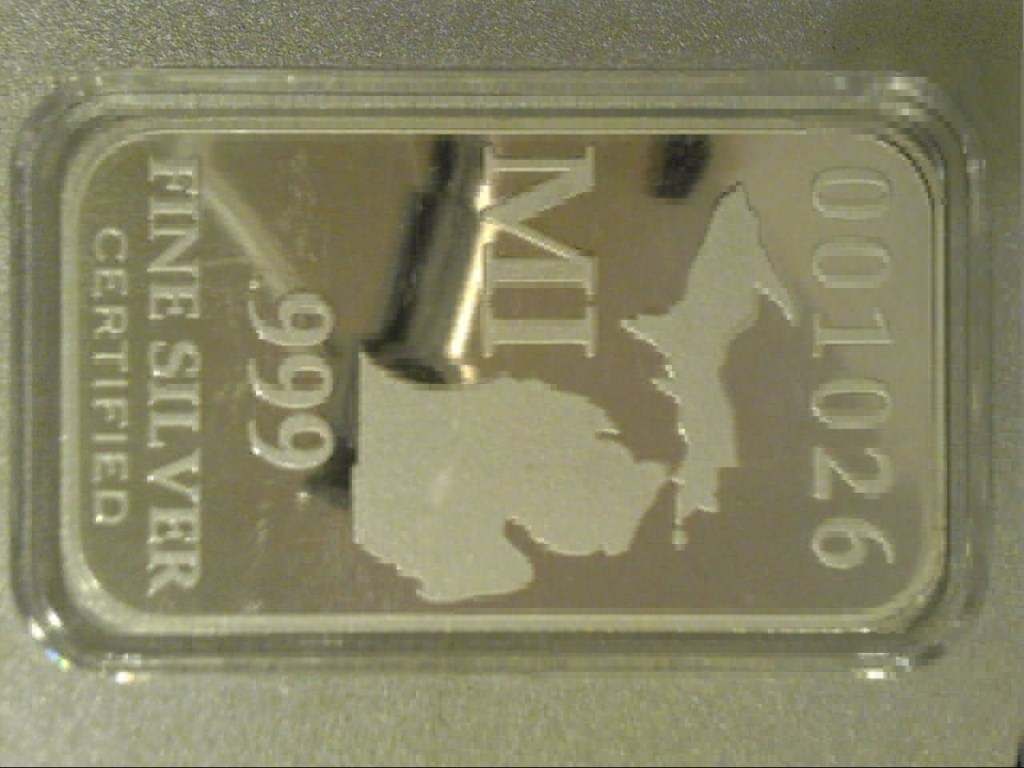 001026
MI
.999
FINE SILVER
CERTIFIED